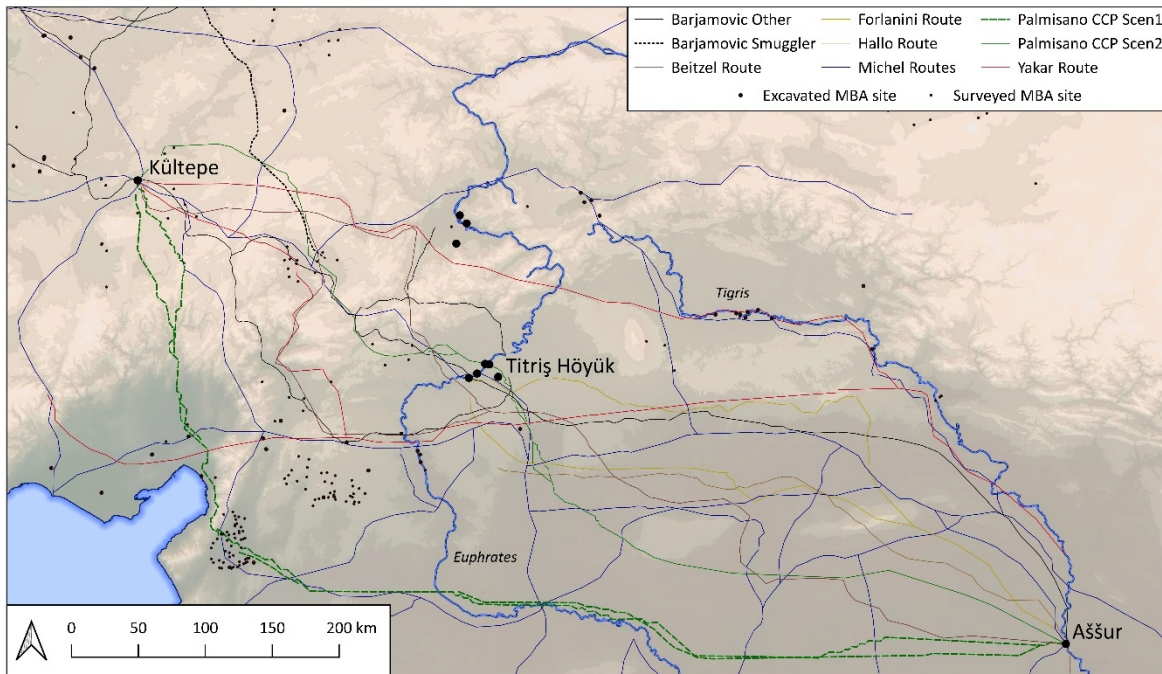 Barjamovic Other Forlanini Route Palmisano CCP Scen1
Barjamovic Smuggler Hallo Route Palmisano CCP Scen2
Beitzel Route Michel Routes Yakar Route
Excavated MBA site Surveyed MBA site
Kültepe
Tigris
Titriş Höyük
Euphrates
Aššur
0 50 100 150 200 km